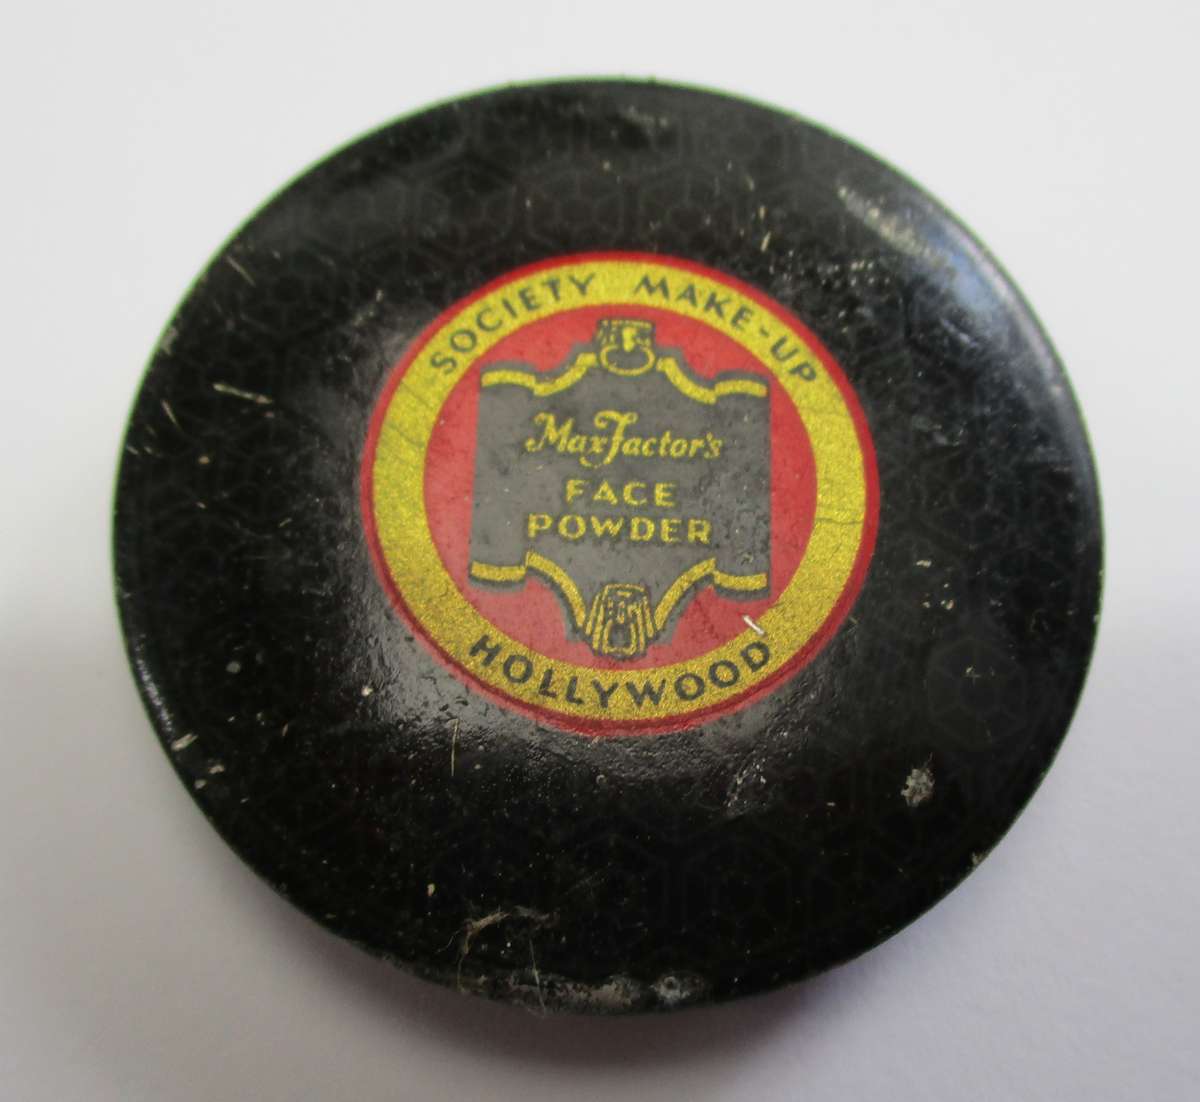 SOCIETY MAKE-UP
Max Factor's
FACE
POWDER
HOLLYWOOD